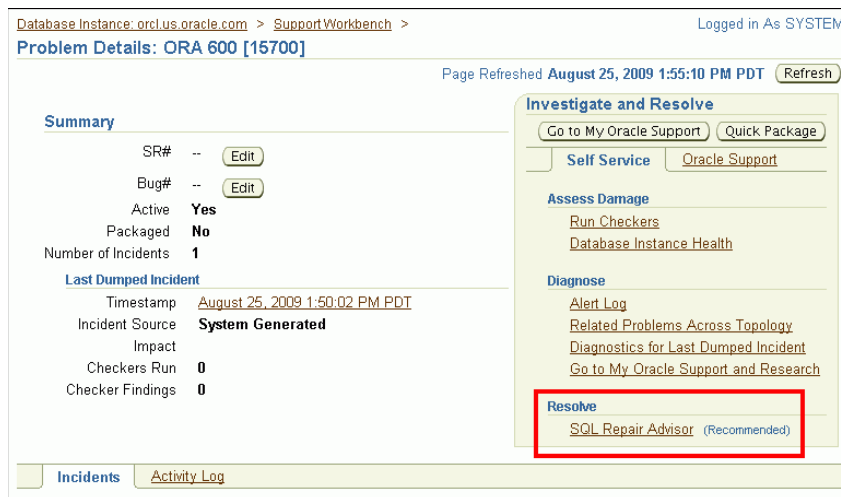 Database Instance: orcl.us.oracle.com > Support Workbench >
Logged in As SYSTEM
Problem Details: ORA 600 [15700]
Page Refreshed August 25, 2009 1:55:10 PM PDT Refresh
Summary
SR# -- Edit
Bug# -- Edit
Active Yes
Packaged No
Number of Incidents 1
Last Dumped Incident
Timestamp August 25, 2009 1:50:02 PM PDT
Incident Source System Generated
Impact
Checkers Run 0
Checker Findings 0
Investigate and Resolve
Go to My Oracle Support Quick Package
Self Service Oracle Support
Assess Damage
Run Checkers
Database Instance Health
Diagnose
Alert Log
Related Problems Across Topology
Diagnostics for Last Dumped Incident
Go to My Oracle Support and Research
Resolve
SQL Repair Advisor (Recommended)
Incidents Activity Log